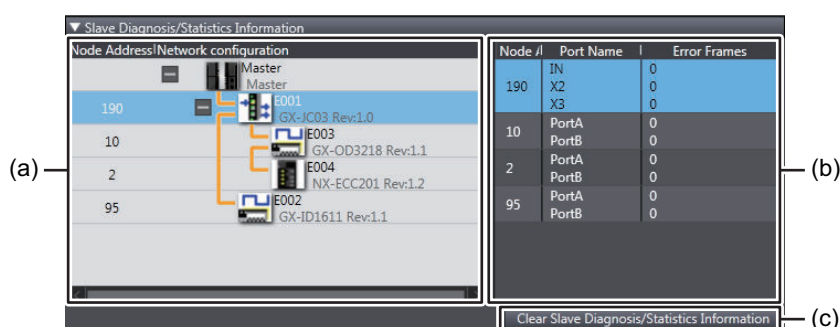 ▼ Slave Diagnosis/Statistics Information
Node Address|Network configuration
Master
Master
190
E001
GX-JC03 Rev:1.0
10
E003
GX-OD3218 Rev:1.1
2
E004
NX-ECC201 Rev:1.2
95
E002
GX-ID1611 Rev:1.1
Node A Port Name Error Frames
190
IN 0
X2 0
X3 0
10
PortA 0
PortB 0
2
PortA 0
PortB 0
95
PortA 0
PortB 0
Clear Slave Diagnosis/Statistics Information
(a)
(b)
(c)